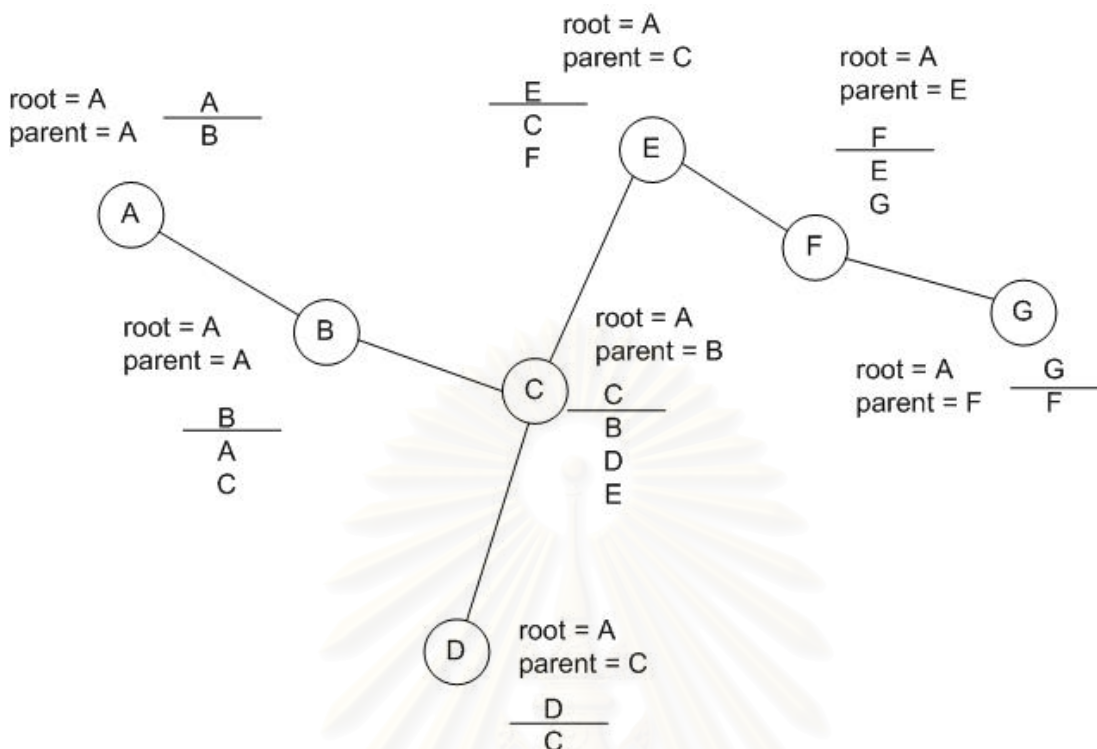 root = A
parent = C
root = A
parent = E
root = A
parent = A
A
B
E
C
F
E
F
E
G
A
F
B
G
root = A
parent = A
root = A
parent = B
C
root = A
parent = F
G
F
C
B
D
E
B
A
C
D
root = A
parent = C
D
C